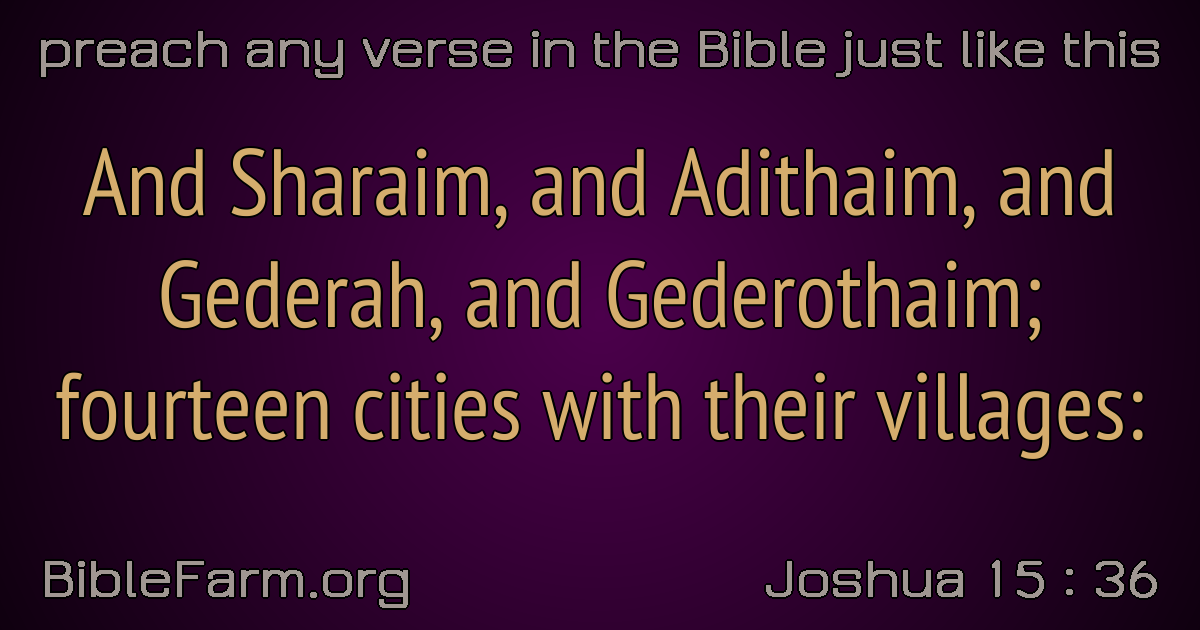 preach any verse in the Bible just like this
And Sharaim, and Adithaim, and
Gederah, and Gederothaim;
fourteen cities with their villages:
BibleFarm.org
Joshua 15 : 36